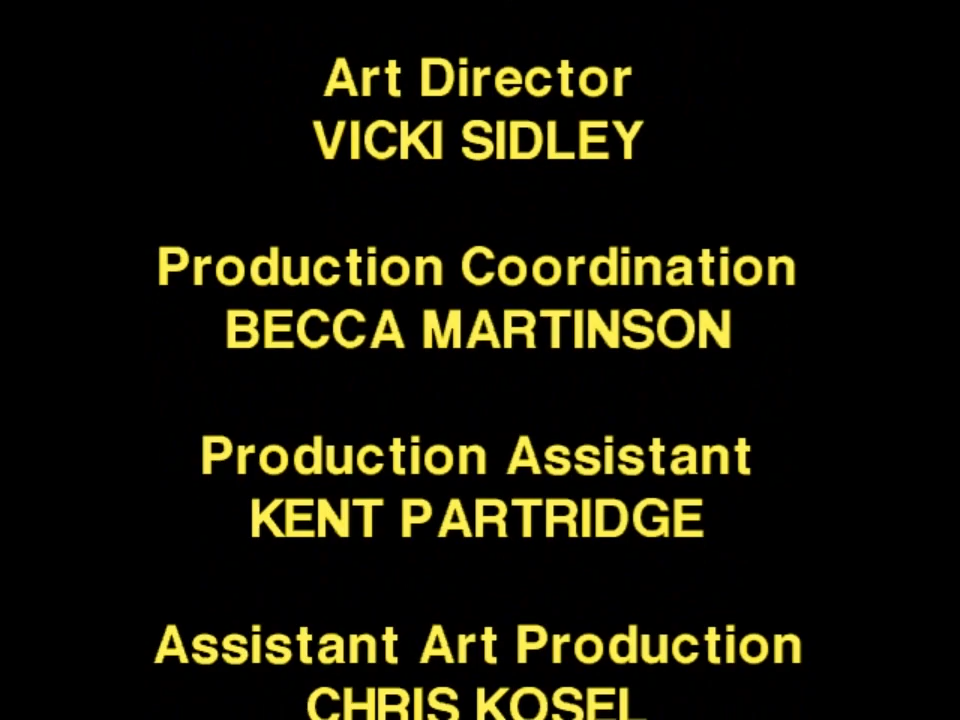 Art Director
VICKI SIDLEY
Production Coordination
BECCA MARTINSON
Production Assistant
KENT PARTRIDGE
Assistant Art Production
CHRIS KOSEL